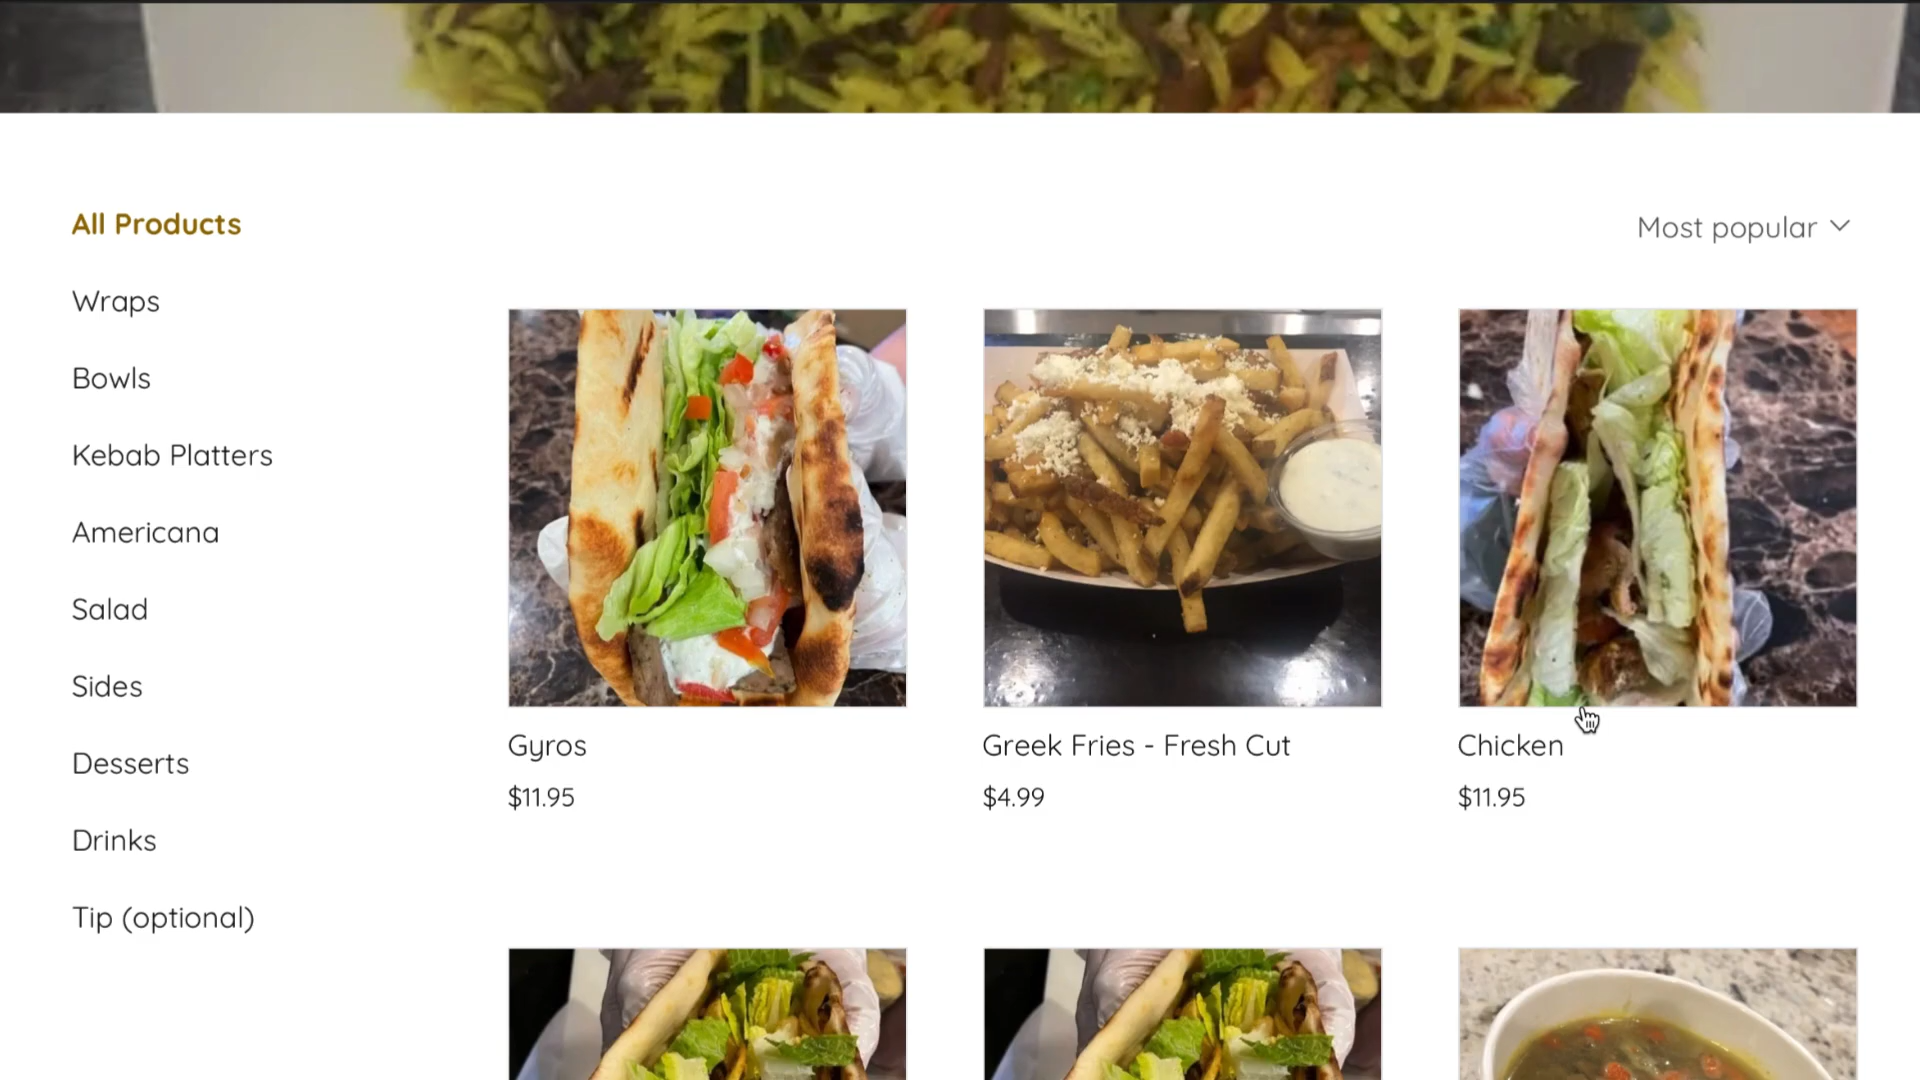 All Products
Most popular
Wraps
Bowls
Kebab Platters
Americana
Salad
Sides
Desserts
Drinks
Tip (optional)
Gyros
$11.95
Greek Fries - Fresh Cut
$4.99
Chicken
$11.95